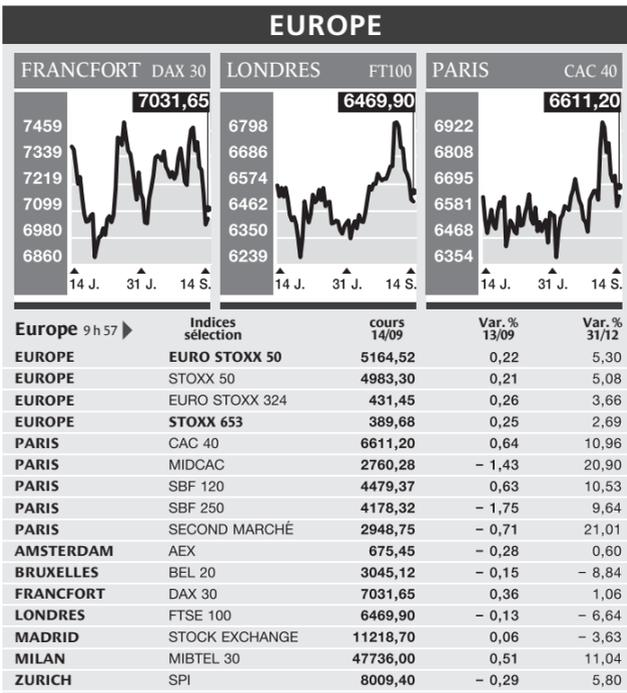 EUROPE
FRANCFORT DAX 30
7031,65
7459
7339
7219
7099
6980
6860
14 J. 31 J. 14 S.
LONDRES FT100
6469,90
6798
6686
6574
6462
6350
6239
14 J. 31 J. 14 S.
PARIS CAC 40
6611,20
6922
6808
6695
6581
6468
6354
14 J. 31 J. 14 S.
Europe 9 h 57 Indices sélection cours 14/09 Var. % 13/09 Var. % 31/12
EUROPE EURO STOXX 50 5164,52 0,22 5,30
EUROPE STOXX 50 4983,30 0,21 5,08
EUROPE EURO STOXX 324 431,45 0,26 3,66
EUROPE STOXX 653 389,68 0,25 2,69
PARIS CAC 40 6611,20 0,64 10,96
PARIS MIDCAC 2760,28 – 1,43 20,90
PARIS SBF 120 4479,37 0,63 10,53
PARIS SBF 250 4178,32 – 1,75 9,64
PARIS SECOND MARCHÉ 2948,75 – 0,71 21,01
AMSTERDAM AEX 675,45 – 0,28 0,60
BRUXELLES BEL 20 3045,12 – 0,15 – 8,84
FRANCFORT DAX 30 7031,65 0,36 1,06
LONDRES FTSE 100 6469,90 – 0,13 – 6,64
MADRID STOCK EXCHANGE 11218,70 0,06 – 3,63
MILAN MIBTEL 30 47736,00 0,51 11,04
ZURICH SPI 8009,40 – 0,29 5,80